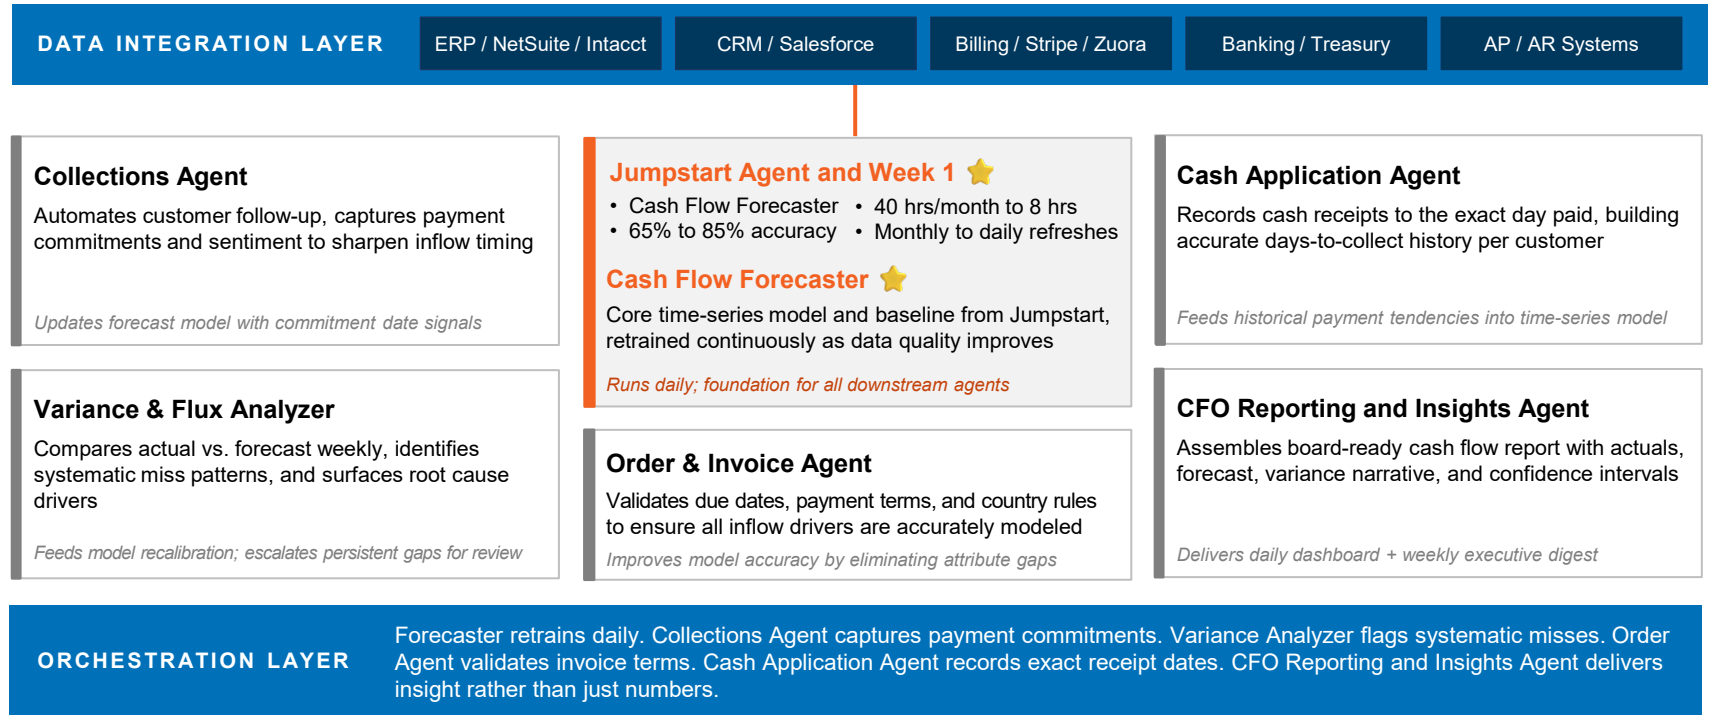 DATA INTEGRATION LAYER
ERP / NetSuite / Intacct
CRM / Salesforce
Billing / Stripe / Zuora
Banking / Treasury
AP / AR Systems
Collections Agent
Automates customer follow-up, captures payment
commitments and sentiment to sharpen inflow timing
Updates forecast model with commitment date signals
Jumpstart Agent and Week 1
• Cash Flow Forecaster
• 65% to 85% accuracy
• 40 hrs/month to 8 hrs
• Monthly to daily refreshes
Cash Flow Forecaster
Core time-series model and baseline from Jumpstart,
retrained continuously as data quality improves
Runs daily; foundation for all downstream agents
Cash Application Agent
Records cash receipts to the exact day paid, building
accurate days-to-collect history per customer
Feeds historical payment tendencies into time-series model
Variance & Flux Analyzer
Compares actual vs. forecast weekly, identifies
systematic miss patterns, and surfaces root cause
drivers
Feeds model recalibration; escalates persistent gaps for review
Order & Invoice Agent
Validates due dates, payment terms, and country rules
to ensure all inflow drivers are accurately modeled
Improves model accuracy by eliminating attribute gaps
CFO Reporting and Insights Agent
Assembles board-ready cash flow report with actuals,
forecast, variance narrative, and confidence intervals
Delivers daily dashboard + weekly executive digest
ORCHESTRATION LAYER
Forecaster retrains daily. Collections Agent captures payment commitments. Variance Analyzer flags systematic misses. Order
Agent validates invoice terms. Cash Application Agent records exact receipt dates. CFO Reporting and Insights Agent delivers
insight rather than just numbers.